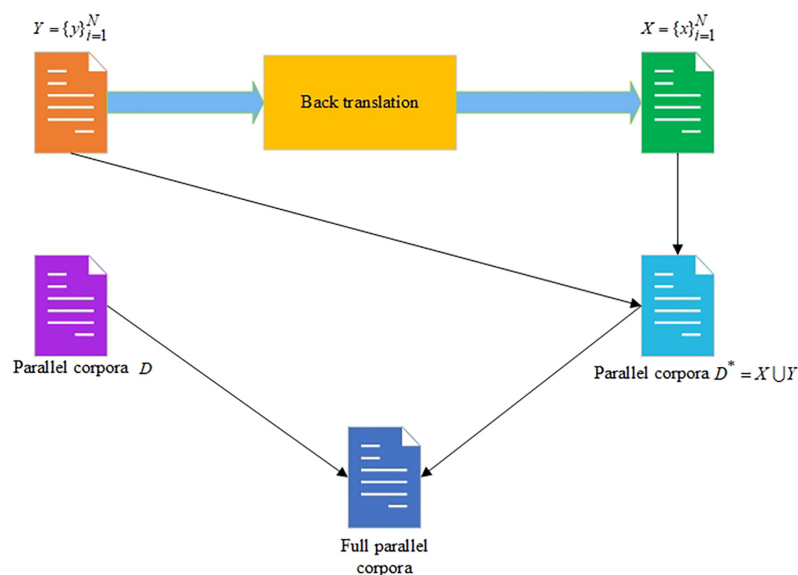 Y = {y}_{i=1}^{N}
X = {x}_{i=1}^{N}
Back translation
Parallel corpora D
Parallel corpora D* = X ⋃ Y
Full parallel
corpora